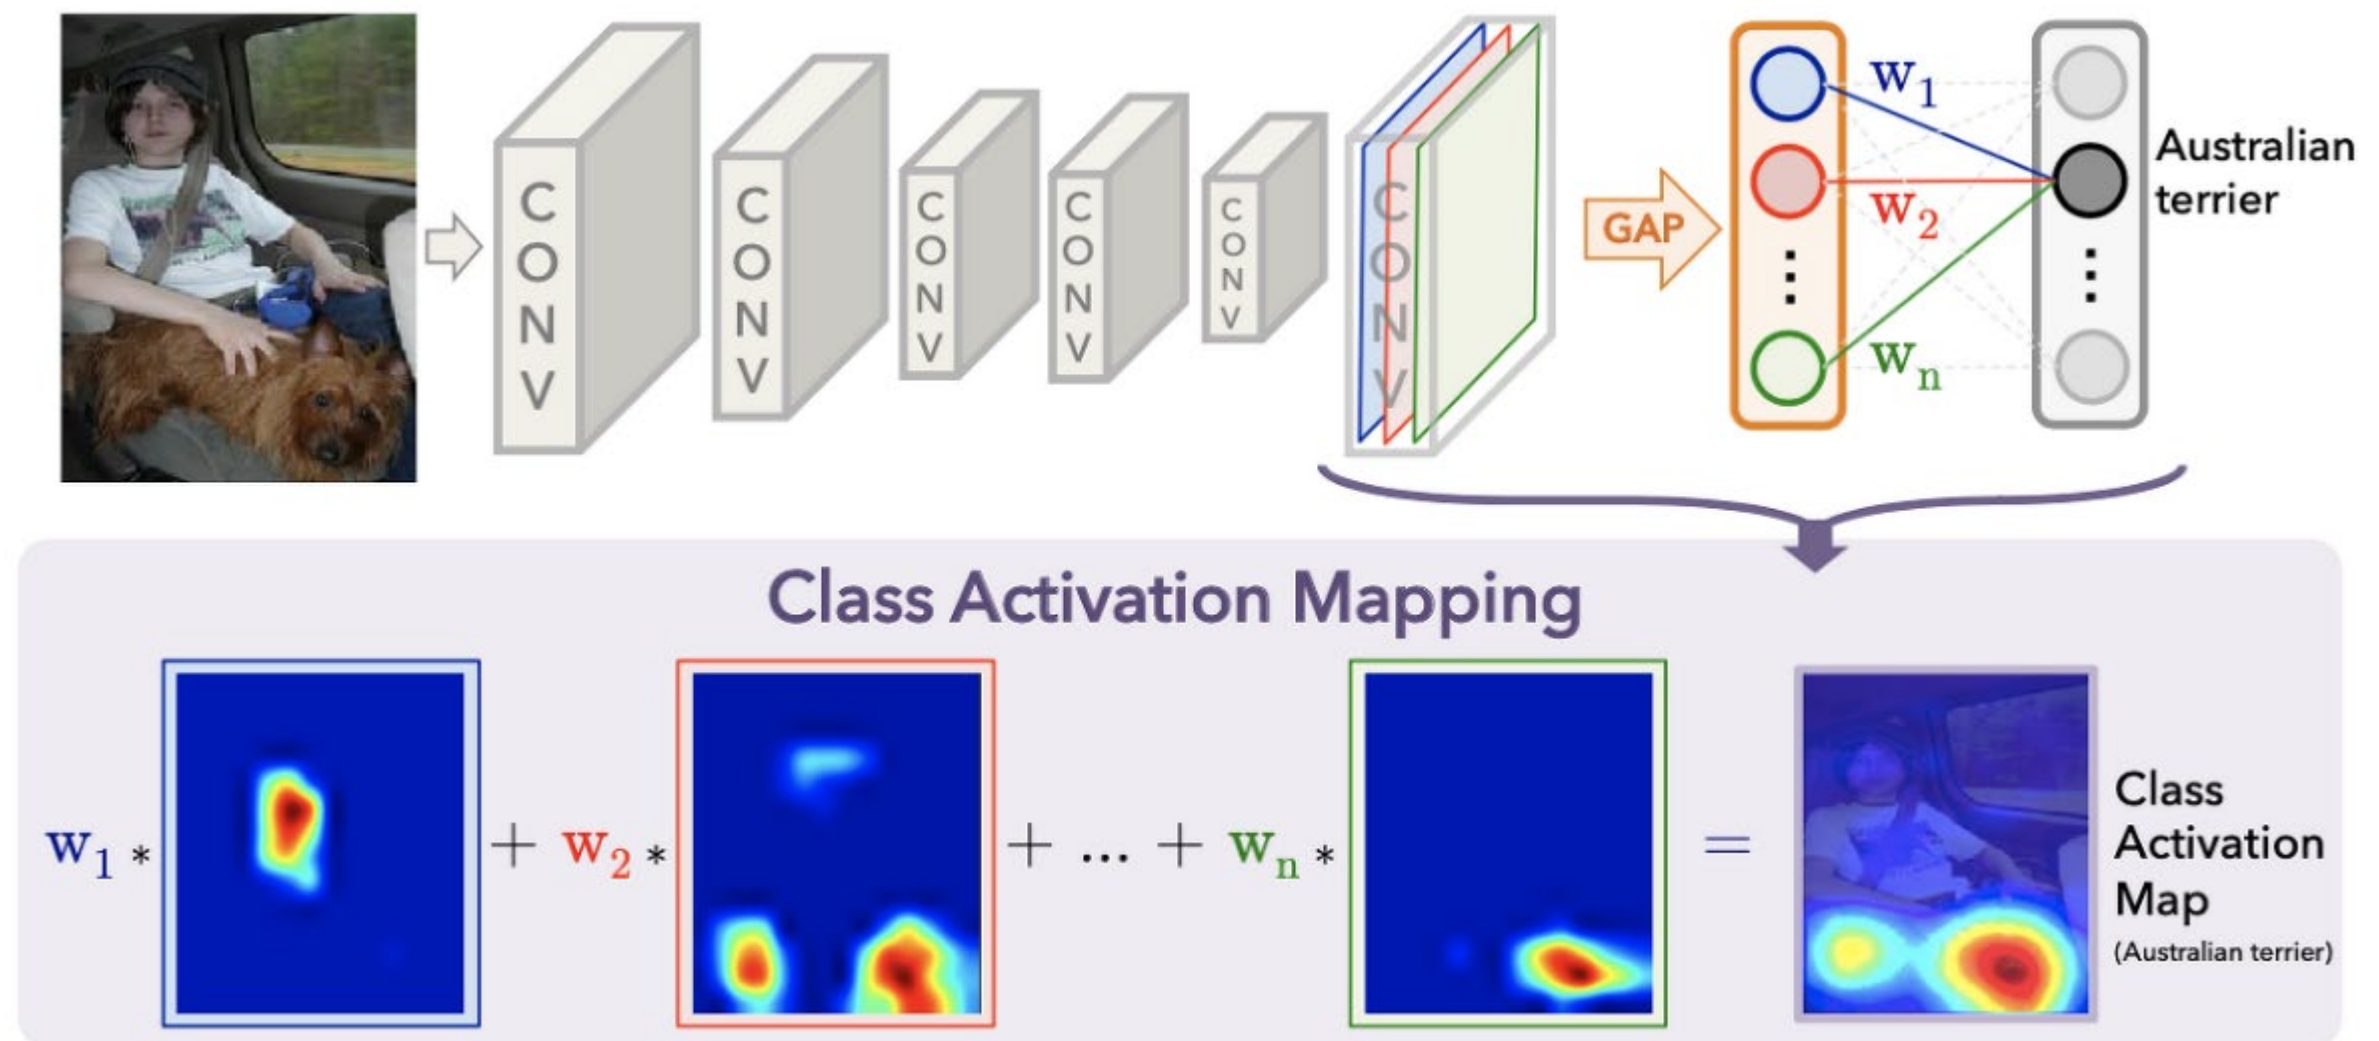 CONV
CONV
CONV
CONV
CONV
CONV
GAP
w1
w2
wn
Australian
terrier
Class Activation Mapping
w1 *
+ w2 *
+ ... + wn *
=
Class
Activation
Map
(Australian terrier)